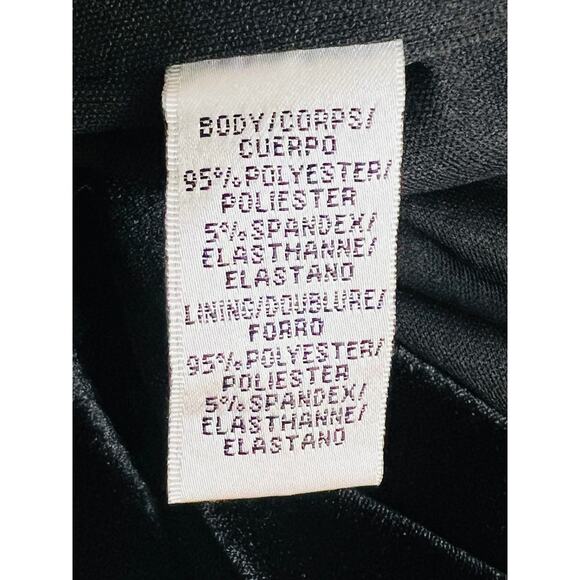 BODY/CORPS/
CUERPO
95%POLYESTER/
POLIESTER
5%SPANDEX/
ELASTHANNE/
ELASTANO
LINING/DOUBLURE/
FORRO
95%POLYESTER/
POLIESTER
5%SPANDEX/
ELASTHANNE/
ELASTANO